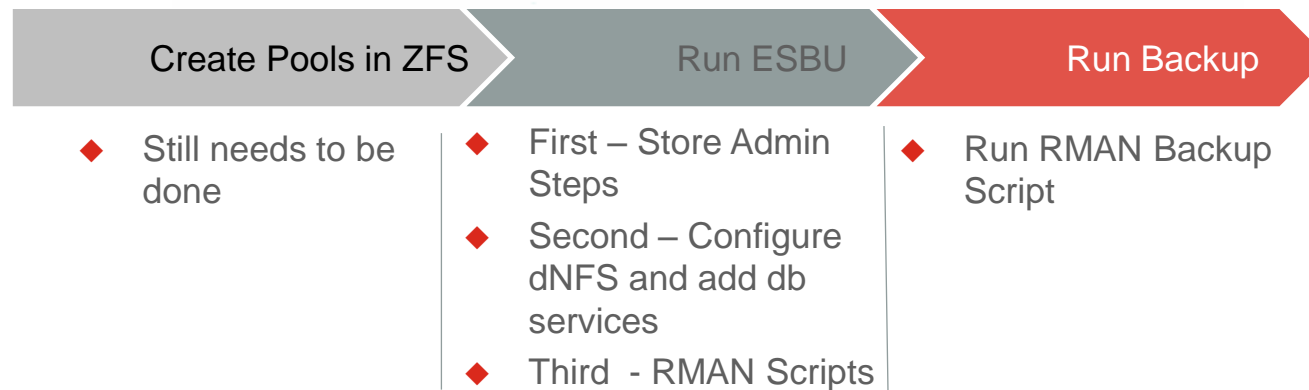 Create Pools in ZFS
Run ESBU
Run Backup
Still needs to be
done
First – Store Admin
Steps
Second – Configure
dNFS and add db
services
Third - RMAN Scripts
Run RMAN Backup
Script